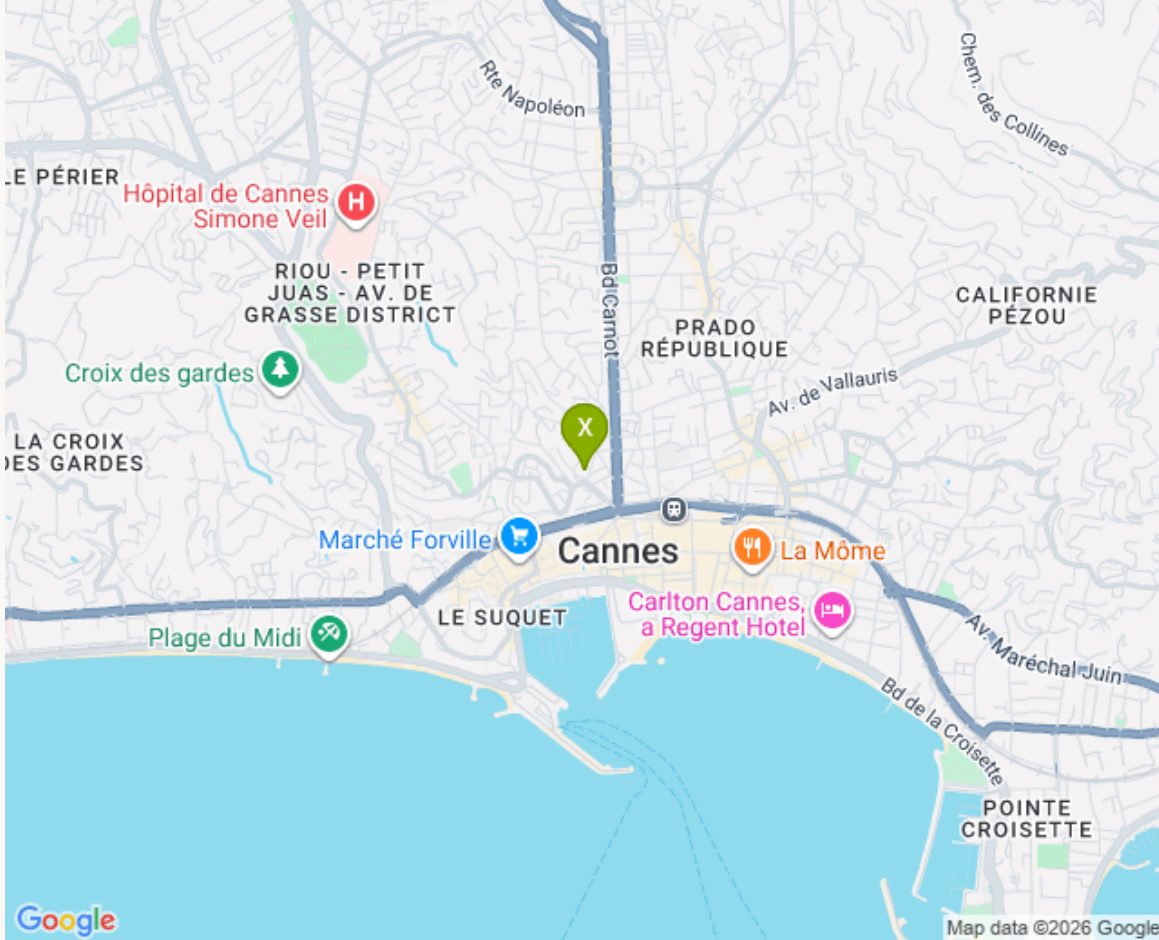 Chem. des Collines
Rte Napoléon
LE PÉRIER
Hôpital de Cannes
Simone Veil
H
Bd Carnot
RIOU - PETIT
JUAS - AV. DE
GRASSE DISTRICT
CALIFORNIE
PÉZOU
PRADO
RÉPUBLIQUE
Croix des gardes
Av. de Vallauris
X
LA CROIX
DES GARDES
Marché Forville
Cannes
La Môme
LE SUQUET
Carlton Cannes,
a Regent Hotel
Plage du Midi
Av. Maréchal Juin
Bd de la Croisette
POINTE
CROISETTE
Google
Map data ©2026 Google